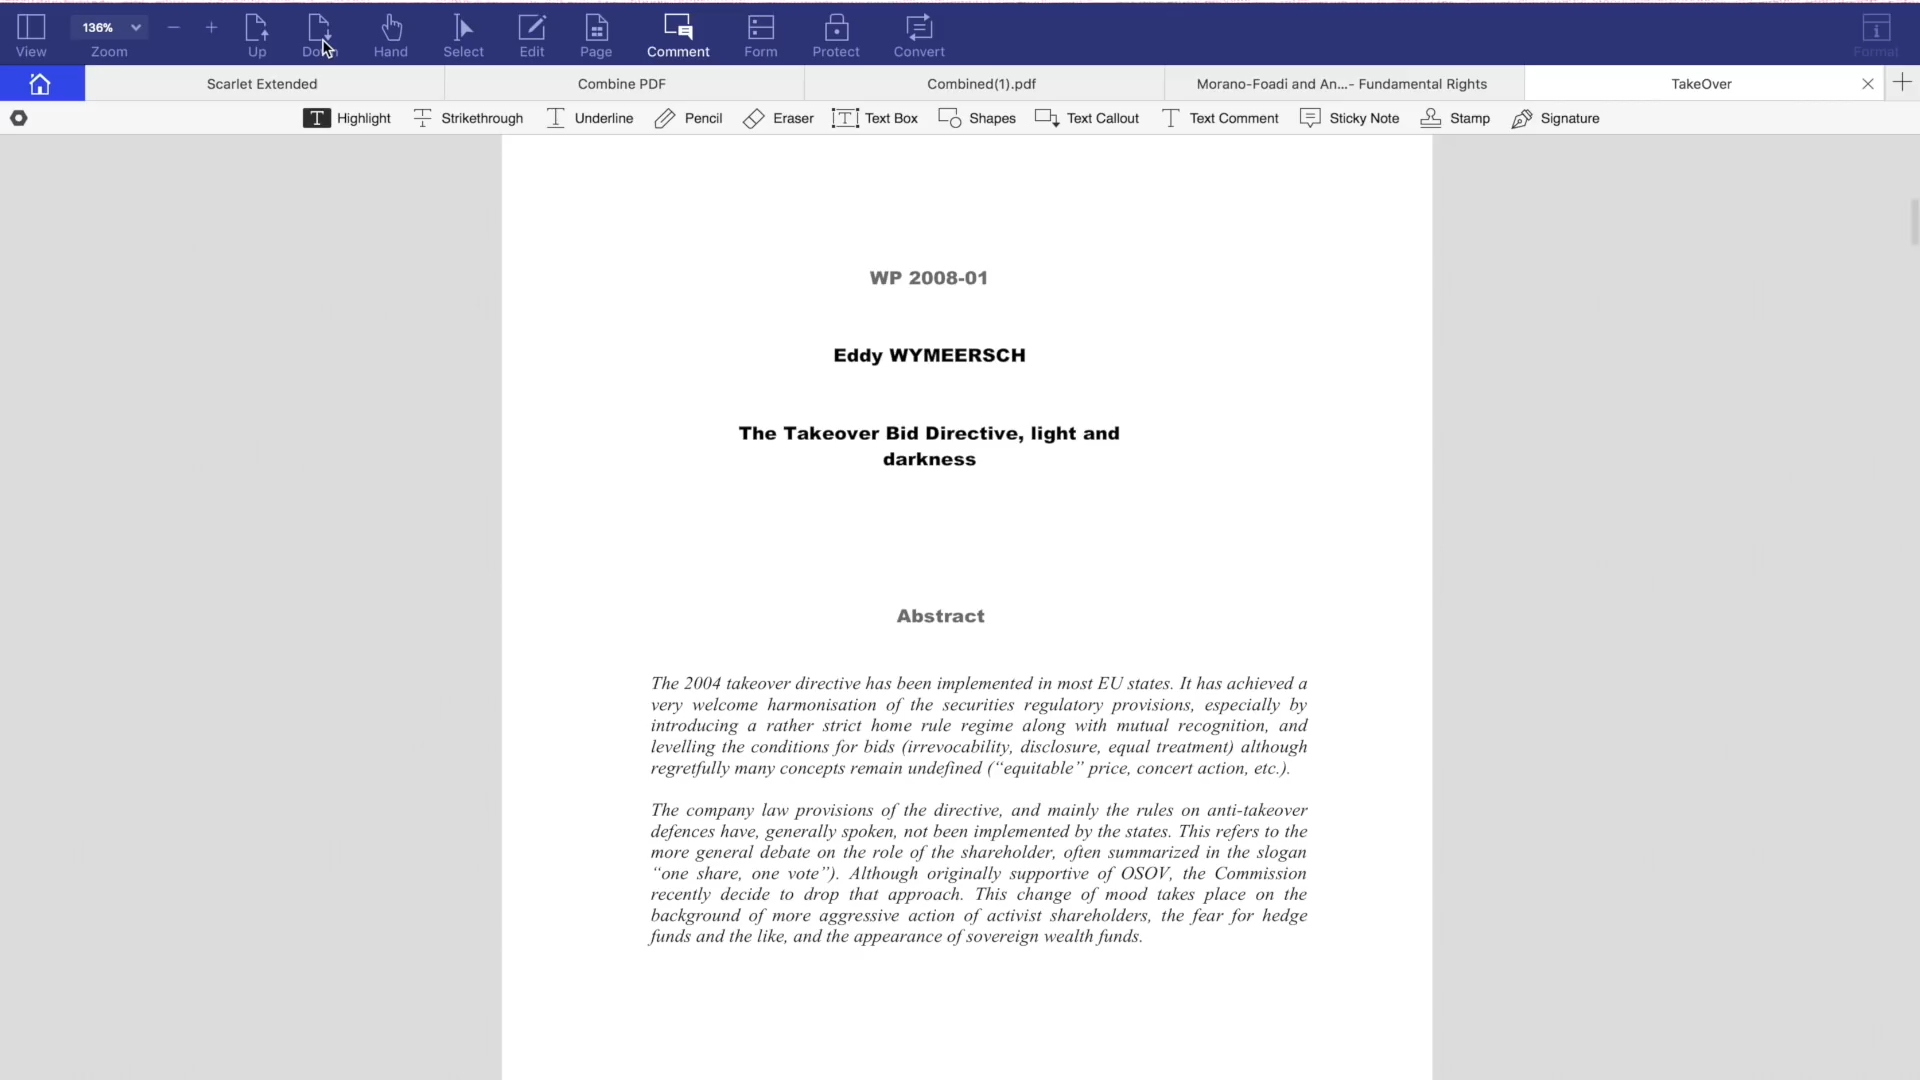 136%
View
Zoom
Up
Down
Hand
Select
Edit
Page
Comment
Form
Protect
Convert
Format
Scarlet Extended
Combine PDF
Combined(1).pdf
Morano-Foadi and An...- Fundamental Rights
TakeOver
T Highlight
Strikethrough
Underline
Pencil
Eraser
Text Box
Shapes
Text Callout
Text Comment
Sticky Note
Stamp
Signature
WP 2008-01
Eddy WYMEERSCH
The Takeover Bid Directive, light and
darkness
Abstract
The 2004 takeover directive has been implemented in most EU states. It has achieved a
very welcome harmonisation of the securities regulatory provisions, especially by
introducing a rather strict home rule regime along with mutual recognition, and
levelling the conditions for bids (irrevocability, disclosure, equal treatment) although
regretfully many concepts remain undefined (“equitable” price, concert action, etc.).
The company law provisions of the directive, and mainly the rules on anti-takeover
defences have, generally spoken, not been implemented by the states. This refers to the
more general debate on the role of the shareholder, often summarized in the slogan
“one share, one vote”). Although originally supportive of OSOV, the Commission
recently decide to drop that approach. This change of mood takes place on the
background of more aggressive action of activist shareholders, the fear for hedge
funds and the like, and the appearance of sovereign wealth funds.